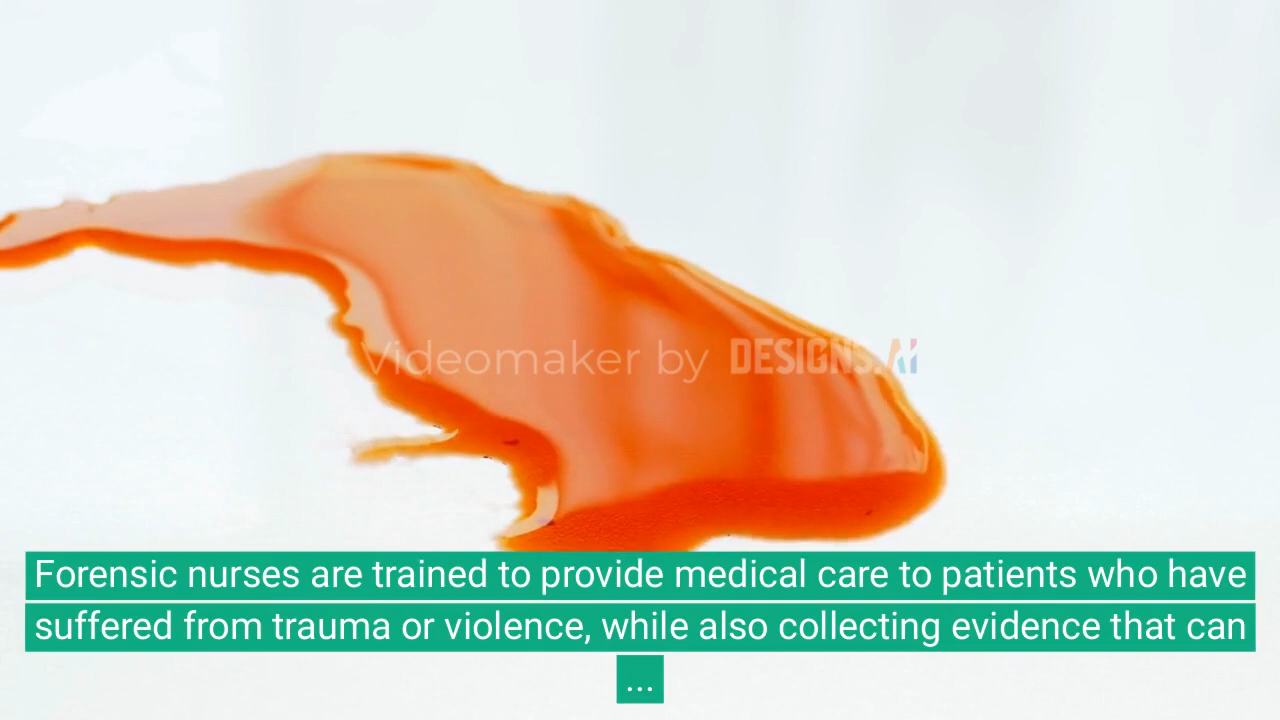 Videomaker by DESIGNS.AI
Forensic nurses are trained to provide medical care to patients who have
suffered from trauma or violence, while also collecting evidence that can
...